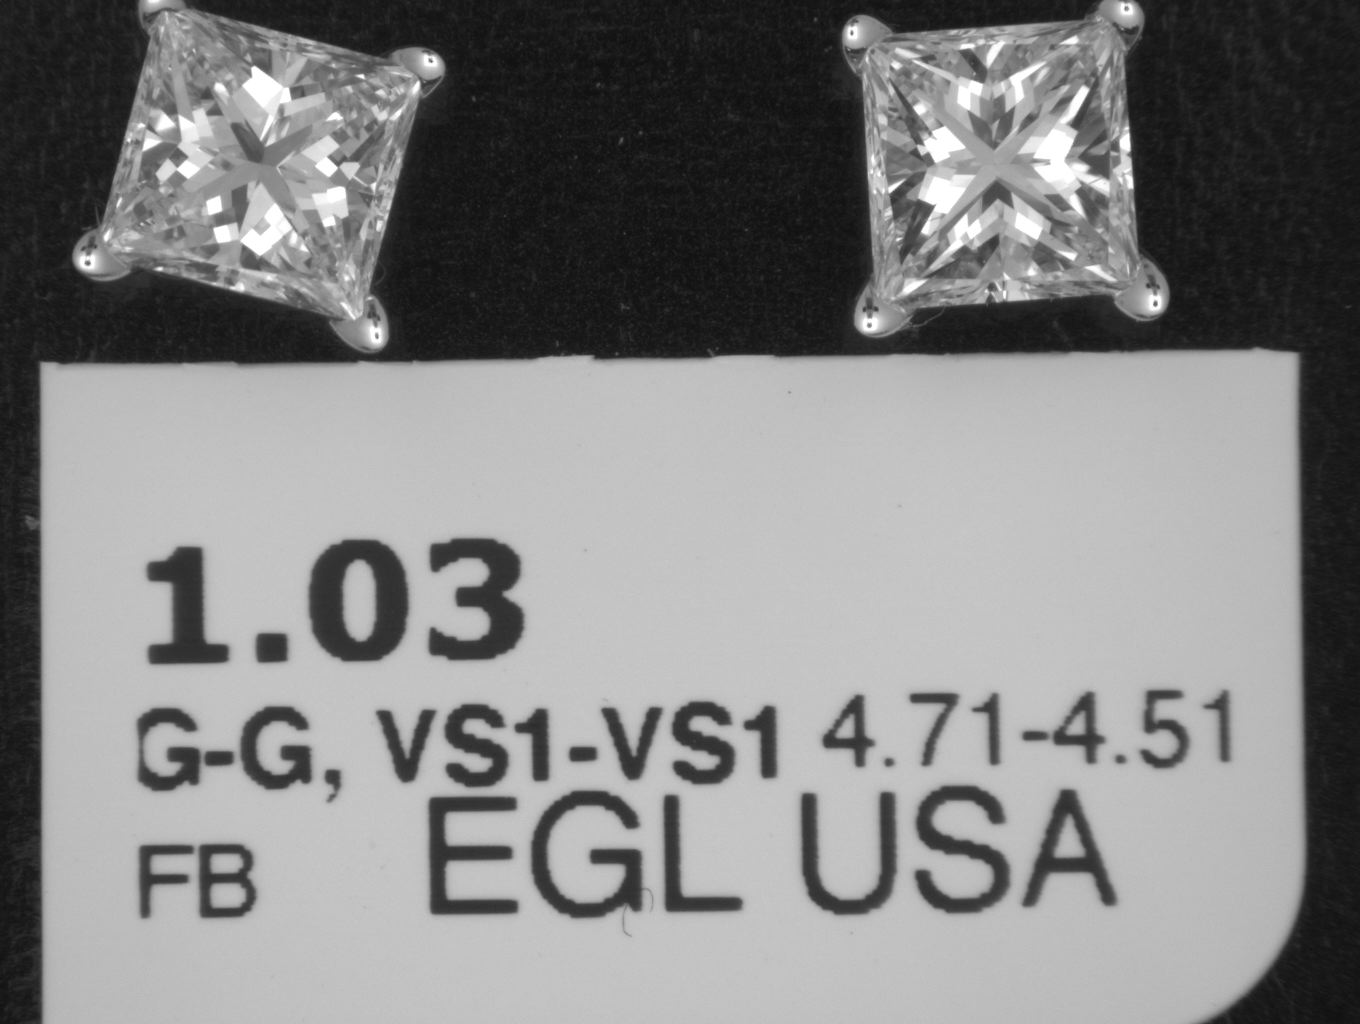 1.03
G-G, VS1-VS1 4.71-4.51
FB EGL USA